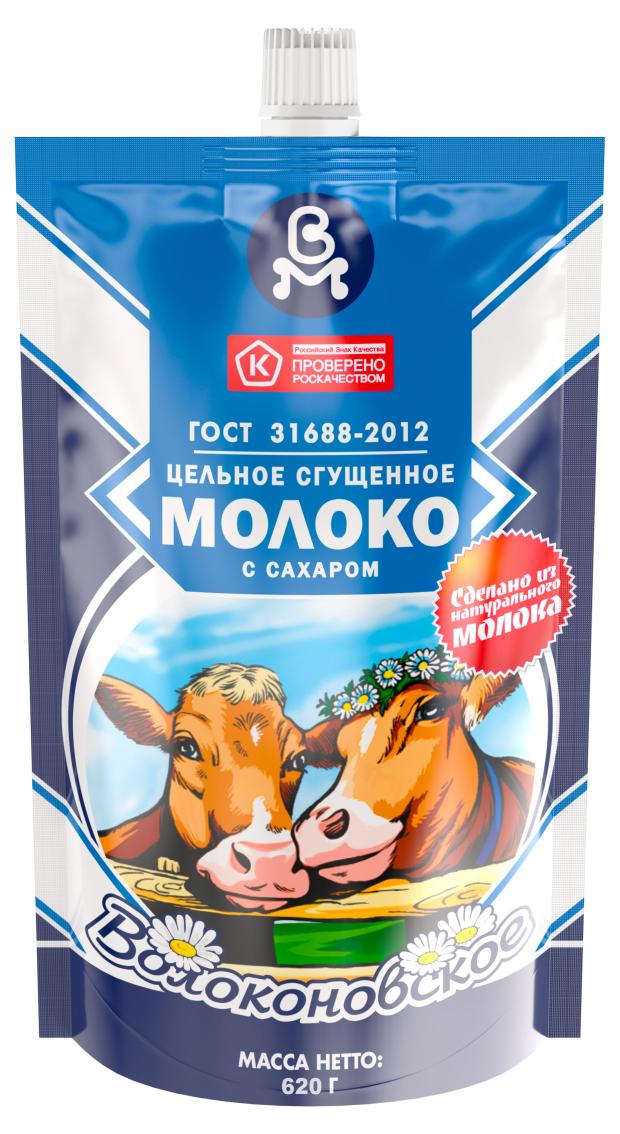 ВМ
К
Российский Знак Качества
ПРОВЕРЕНО
РОСКАЧЕСТВОМ
ГОСТ 31688-2012
ЦЕЛЬНОЕ СГУЩЕННОЕ
МОЛОКО
С САХАРОМ
Сделано из
натурального
молока
Волоконовское
МАССА НЕТТО:
620 Г